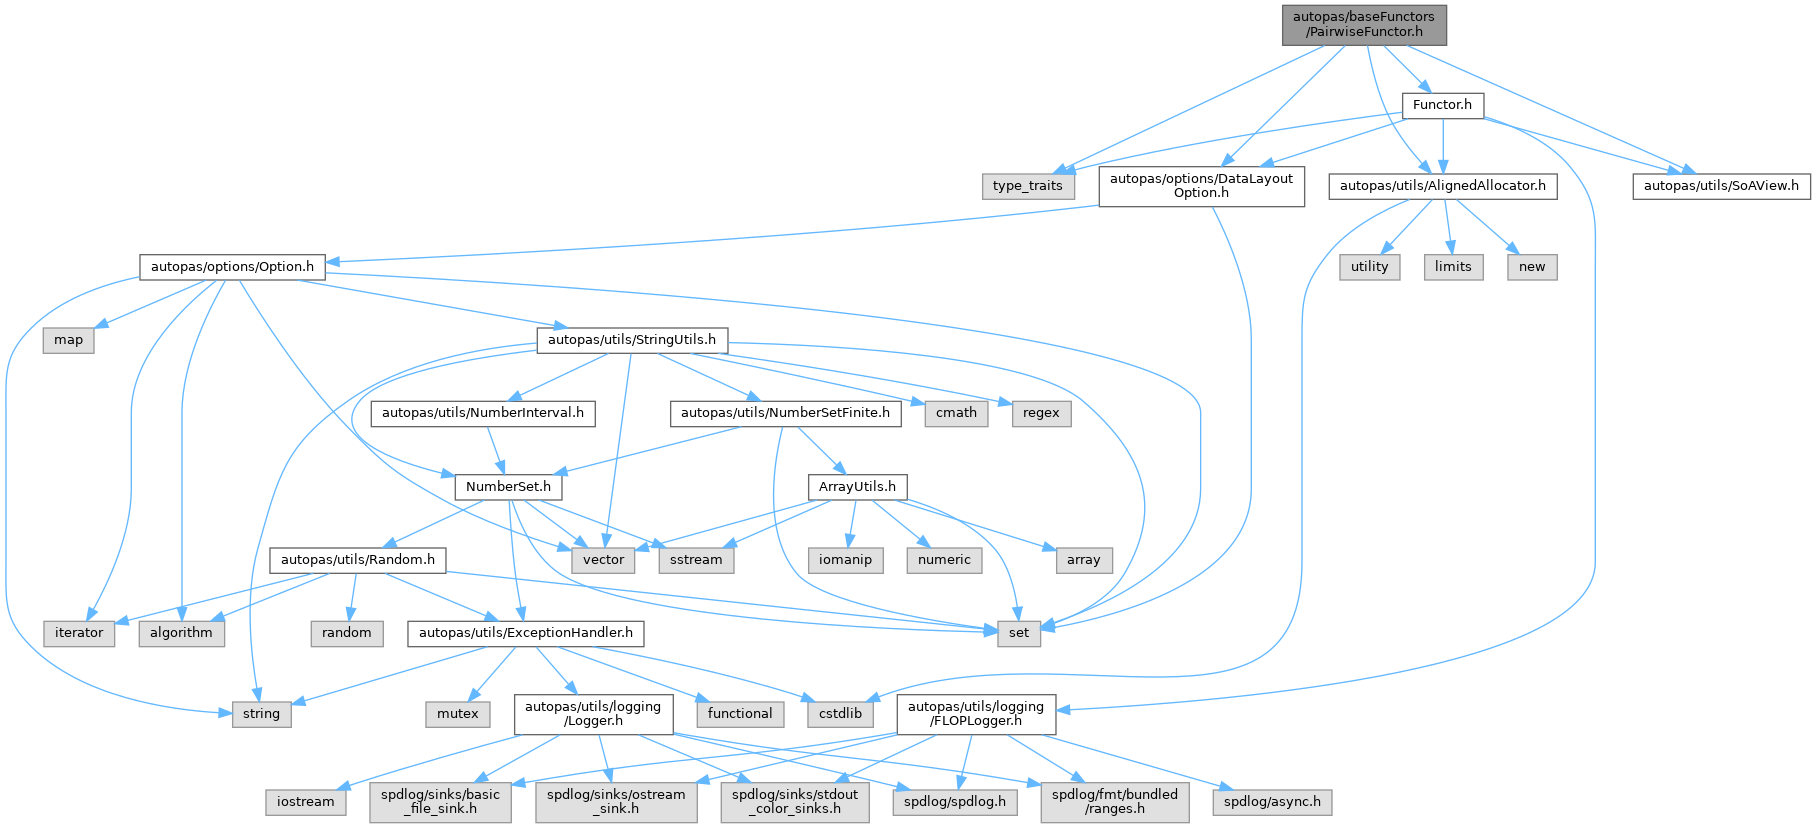 autopas/baseFunctors
/PairwiseFunctor.h
Functor.h
type_traits
autopas/options/DataLayout
Option.h
autopas/utils/AlignedAllocator.h
autopas/utils/SoAView.h
autopas/options/Option.h
utility
limits
new
map
autopas/utils/StringUtils.h
autopas/utils/NumberInterval.h
autopas/utils/NumberSetFinite.h
cmath
regex
NumberSet.h
ArrayUtils.h
autopas/utils/Random.h
vector
sstream
iomanip
numeric
array
iterator
algorithm
random
autopas/utils/ExceptionHandler.h
set
string
mutex
autopas/utils/logging
/Logger.h
functional
cstdlib
autopas/utils/logging
/FLOPLogger.h
iostream
spdlog/sinks/basic
_file_sink.h
spdlog/sinks/ostream
_sink.h
spdlog/sinks/stdout
_color_sinks.h
spdlog/spdlog.h
spdlog/fmt/bundled
/ranges.h
spdlog/async.h